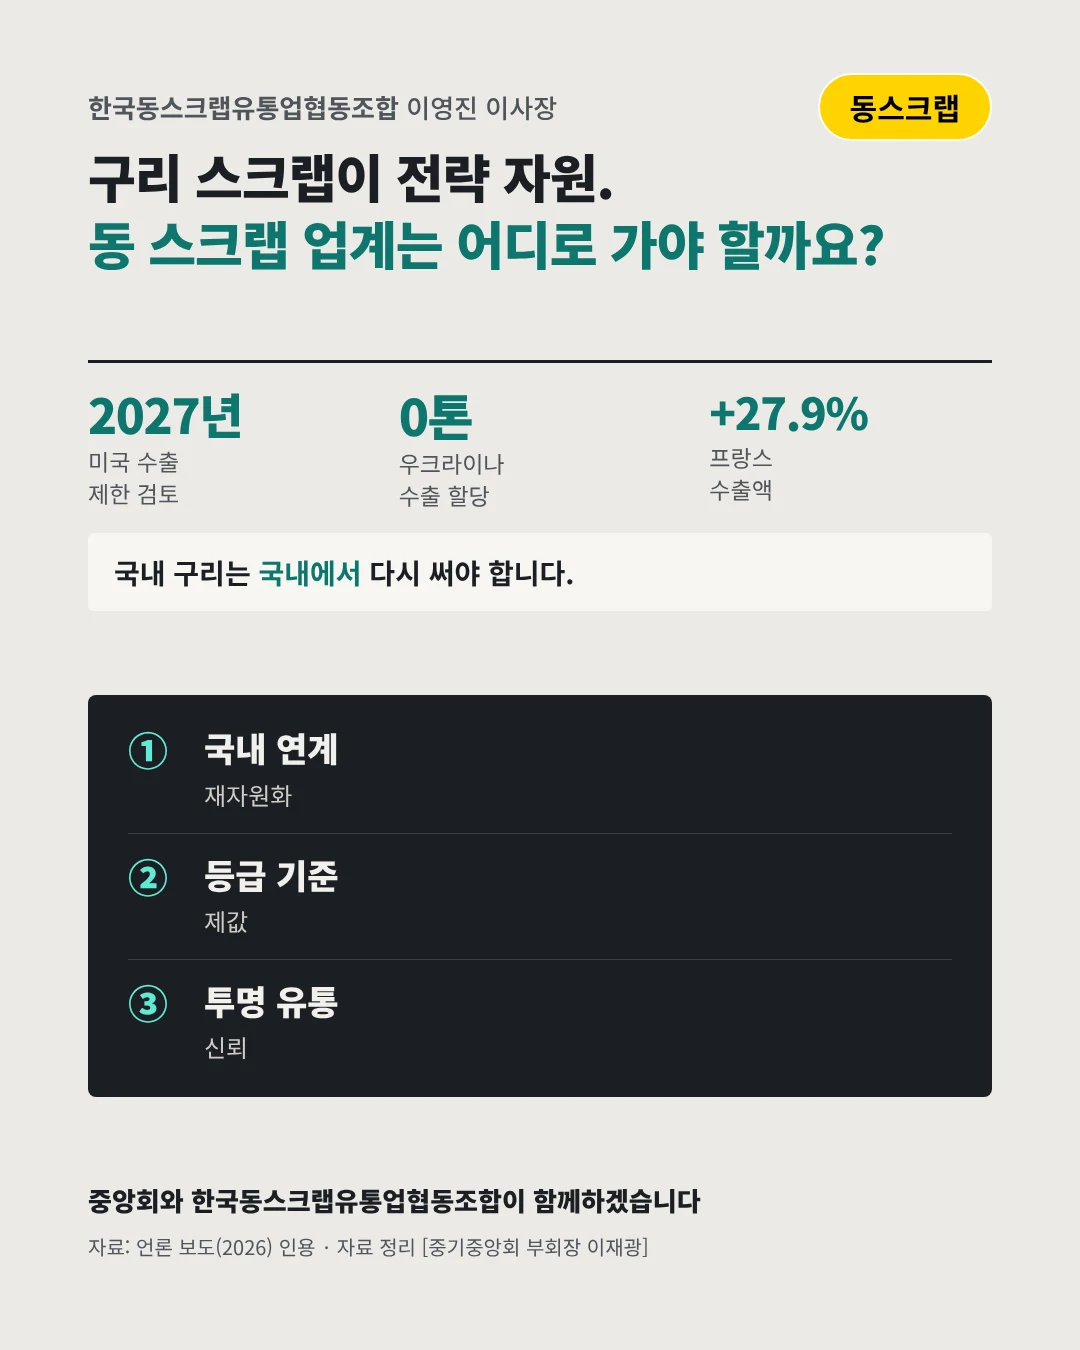 한국동스크랩유통업협동조합 이영진 이사장
동스크랩
구리 스크랩이 전략 자원.
동 스크랩 업계는 어디로 가야 할까요?
2027년
미국 수출
제한 검토
0톤
우크라이나
수출 할당
+27.9%
프랑스
수출액
국내 구리는 국내에서 다시 써야 합니다.
① 국내 연계
재자원화
② 등급 기준
제값
③ 투명 유통
신뢰
중앙회와 한국동스크랩유통업협동조합이 함께하겠습니다
자료: 언론 보도(2026) 인용 · 자료 정리 [중기중앙회 부회장 이재광]